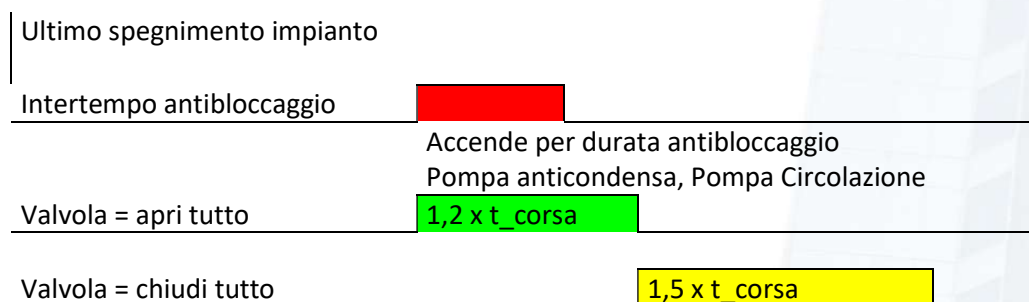 Ultimo spegnimento impianto
Intertempo antibloccaggio
Accende per durata antibloccaggio
Pompa anticondensa, Pompa Circolazione
Valvola = apri tutto
1,2 x t_corsa
Valvola = chiudi tutto
1,5 x t_corsa